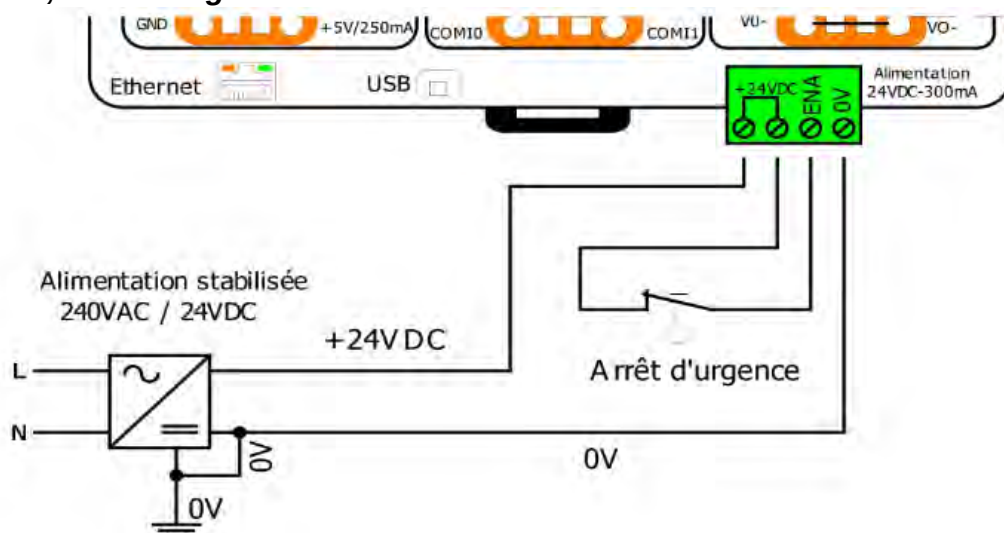 GND
+5V/250mA
COMI0
COMI1
VO-
Ethernet
USB
+24VDC
ENA
0V
Alimentation
24VDC-300mA
Alimentation stabilisée
240VAC / 24VDC
+24VDC
L
N
Arrêt d'urgence
0V
0V
0V